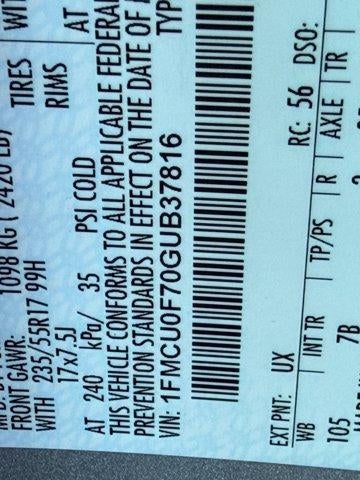 FRONT GAWR: 1098 KG ( 2420 LB)
WITH 235/55R17 99H TIRES WIT
17x7.5J RIMS
AT 240 kPa/ 35 PSI COLD AT
THIS VEHICLE CONFORMS TO ALL APPLICABLE FEDERA
PREVENTION STANDARDS IN EFFECT ON THE DATE OF
VIN: 1FMCU0F70GUB37816 TYP
EXT PNT: UX RC: 56 DSO:
WB INT TR TP/PS R AXLE TR
105 7B